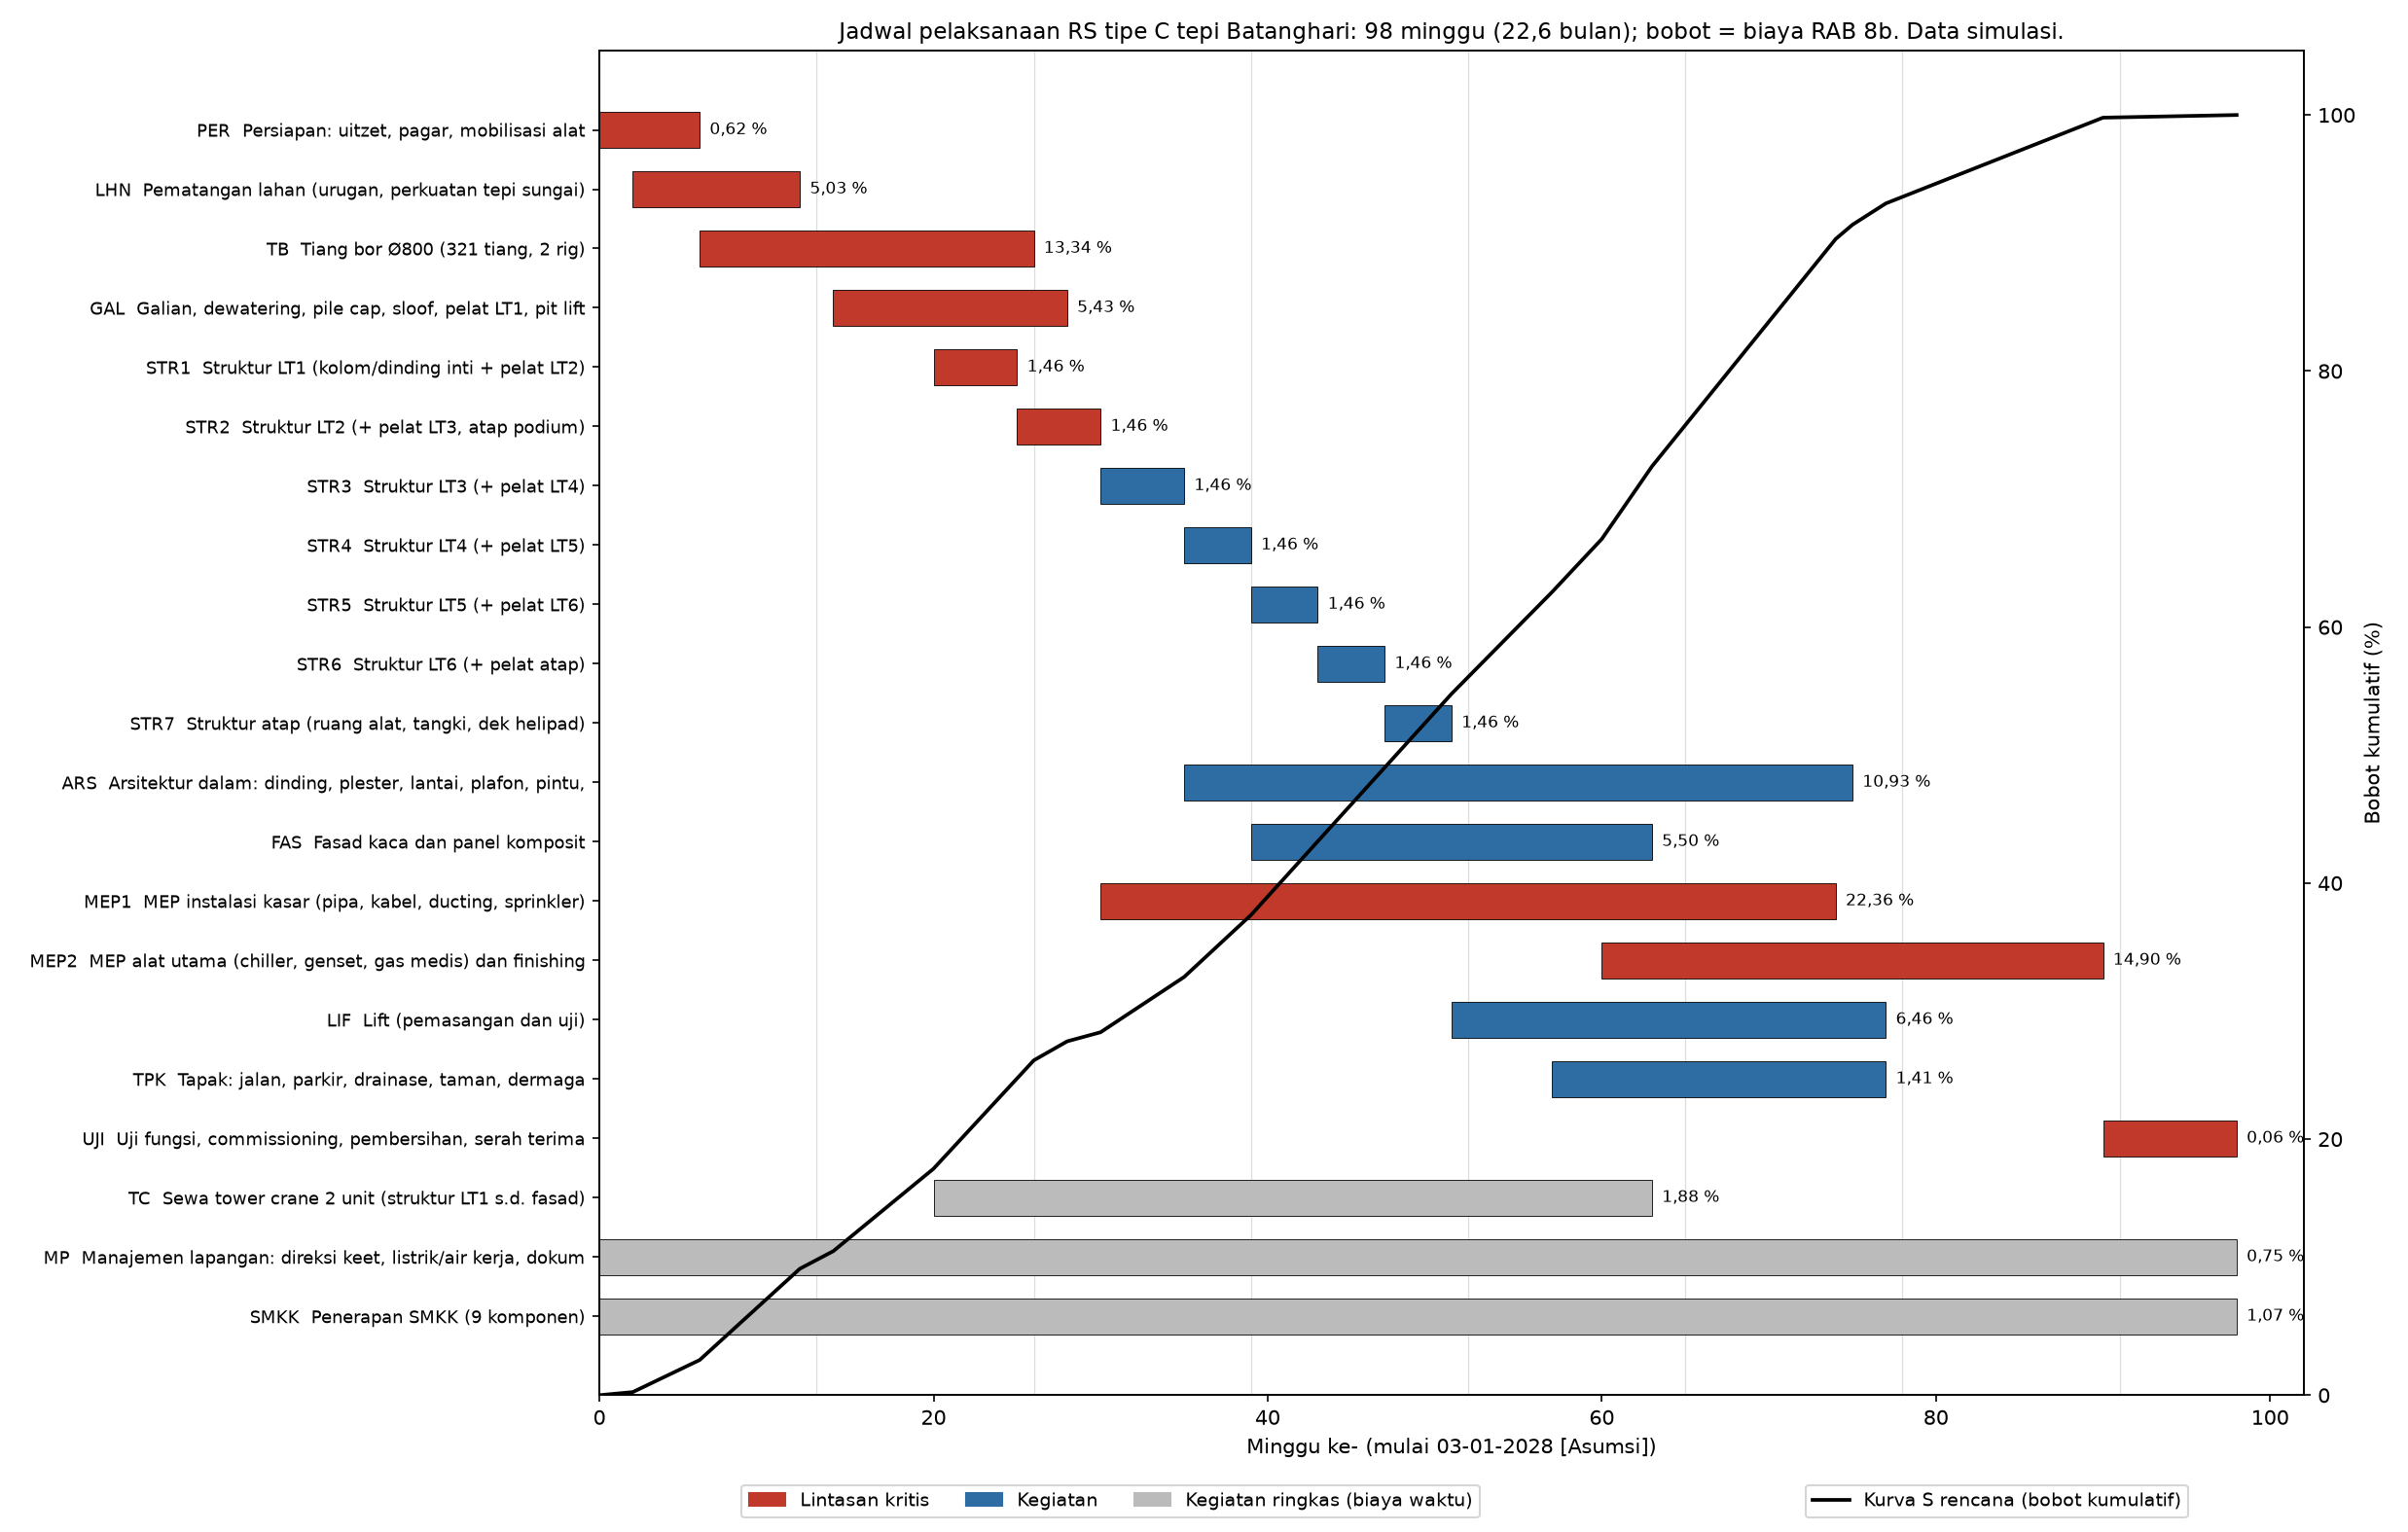 Jadwal pelaksanaan RS tipe C tepi Batanghari: 98 minggu (22,6 bulan); bobot = biaya RAB 8b. Data simulasi.
PER  Persiapan: uitzet, pagar, mobilisasi alat 0,62 %
LHN  Pematangan lahan (urugan, perkuatan tepi sungai) 5,03 %
TB  Tiang bor Ø800 (321 tiang, 2 rig) 13,34 %
GAL  Galian, dewatering, pile cap, sloof, pelat LT1, pit lift 5,43 %
STR1  Struktur LT1 (kolom/dinding inti + pelat LT2) 1,46 %
STR2  Struktur LT2 (+ pelat LT3, atap podium) 1,46 %
STR3  Struktur LT3 (+ pelat LT4) 1,46 %
STR4  Struktur LT4 (+ pelat LT5) 1,46 %
STR5  Struktur LT5 (+ pelat LT6) 1,46 %
STR6  Struktur LT6 (+ pelat atap) 1,46 %
STR7  Struktur atap (ruang alat, tangki, dek helipad) 1,46 %
ARS  Arsitektur dalam: dinding, plester, lantai, plafon, pintu, 10,93 %
FAS  Fasad kaca dan panel komposit 5,50 %
MEP1  MEP instalasi kasar (pipa, kabel, ducting, sprinkler) 22,36 %
MEP2  MEP alat utama (chiller, genset, gas medis) dan finishing 14,90 %
LIF  Lift (pemasangan dan uji) 6,46 %
TPK  Tapak: jalan, parkir, drainase, taman, dermaga 1,41 %
UJI  Uji fungsi, commissioning, pembersihan, serah terima 0,06 %
TC  Sewa tower crane 2 unit (struktur LT1 s.d. fasad) 1,88 %
MP  Manajemen lapangan: direksi keet, listrik/air kerja, dokum 0,75 %
SMKK  Penerapan SMKK (9 komponen) 1,07 %
100
80
60
40
20
0
Bobot kumulatif (%)
0 20 40 60 80 100
Minggu ke- (mulai 03-01-2028 [Asumsi])
Lintasan kritis Kegiatan Kegiatan ringkas (biaya waktu) Kurva S rencana (bobot kumulatif)